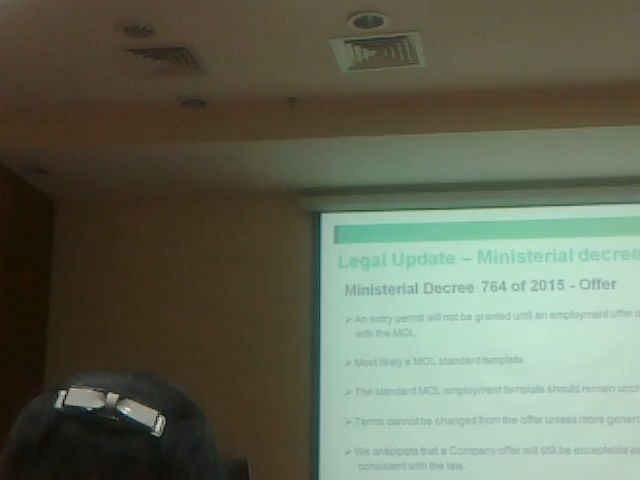 Legal Update – Ministerial decree
Ministerial Decree 764 of 2015 - Offer
➢ An entry permit will not be granted until an employment offer is
with the MOL.
➢ Most likely a MOL standard template.
➢ The standard MOL employment template should remain
➢ Terms cannot be changed from the offer unless more
➢ We anticipate that a Company offer will still be acceptable as
consistent with the law.